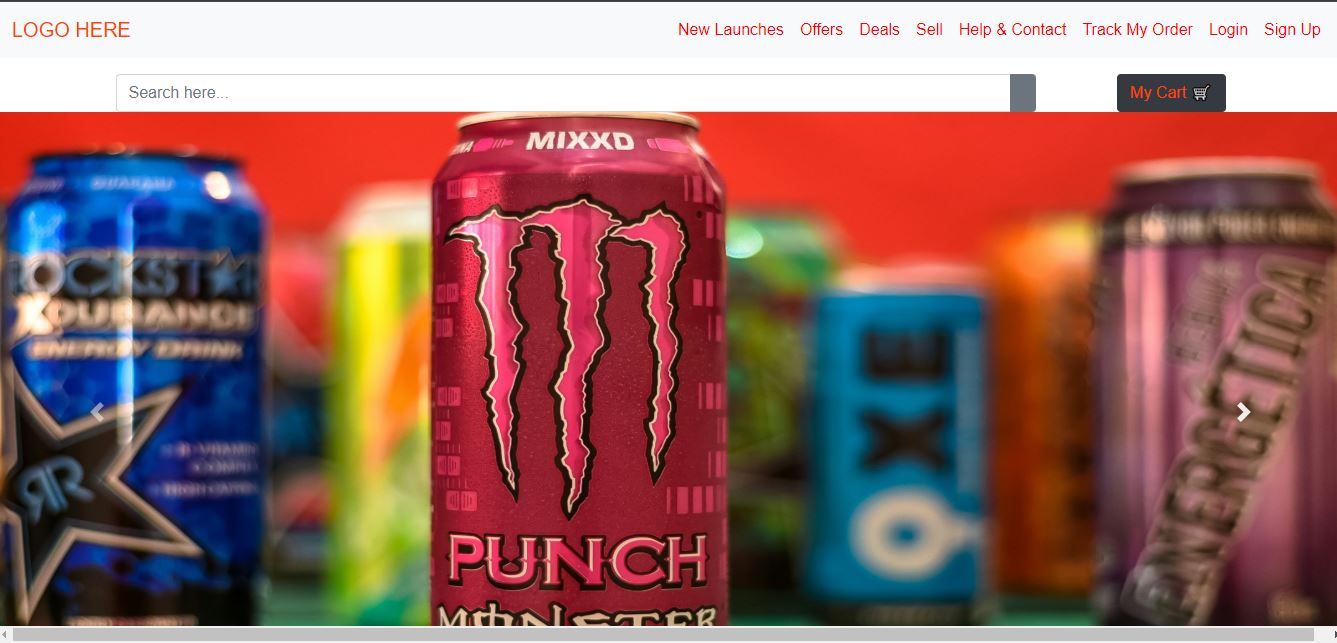 LOGO HERE
New Launches Offers Deals Sell Help & Contact Track My Order Login Sign Up
Search here...
My Cart
MIXXD
ROCKSTAR
XDURANCE
ENERGY DRINK
PUNCH
MONSTER
OXE
ENERGETICA